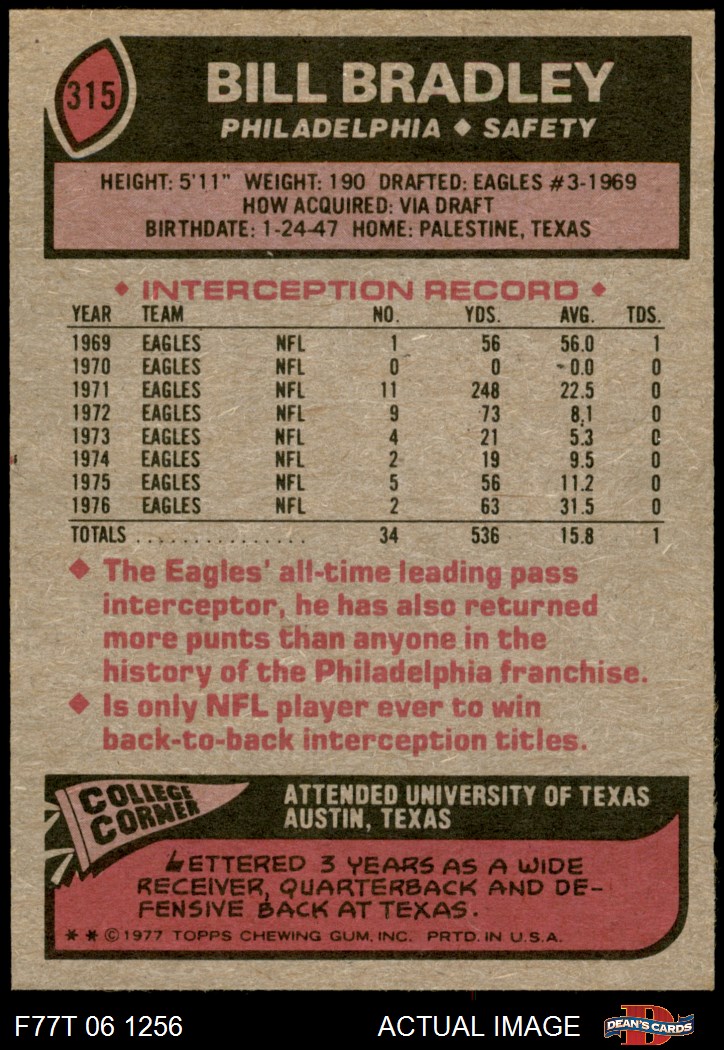 315
BILL BRADLEY
PHILADELPHIA ◆ SAFETY
HEIGHT: 5'11" WEIGHT: 190 DRAFTED: EAGLES #3-1969
HOW ACQUIRED: VIA DRAFT
BIRTHDATE: 1-24-47 HOME: PALESTINE, TEXAS
◆ INTERCEPTION RECORD ◆
YEAR TEAM NO. YDS. AVG. TDS.
1969 EAGLES NFL 1 56 56.0 1
1970 EAGLES NFL 0 0 0.0 0
1971 EAGLES NFL 11 248 22.5 0
1972 EAGLES NFL 9 73 8.1 0
1973 EAGLES NFL 4 21 5.3 0
1974 EAGLES NFL 2 19 9.5 0
1975 EAGLES NFL 5 56 11.2 0
1976 EAGLES NFL 2 63 31.5 0
TOTALS ............... 34 536 15.8 1
◆ The Eagles' all-time leading pass
interceptor, he has also returned
more punts than anyone in the
history of the Philadelphia franchise.
◆ Is only NFL player ever to win
back-to-back interception titles.
COLLEGE
CORNER
ATTENDED UNIVERSITY OF TEXAS
AUSTIN, TEXAS
LETTERED 3 YEARS AS A WIDE
RECEIVER, QUARTERBACK AND DE-
FENSIVE BACK AT TEXAS.
* * © 1977 TOPPS CHEWING GUM, INC. PRTD. IN U.S.A.
F77T 06 1256 ACTUAL IMAGE D DEAN'S CARDS